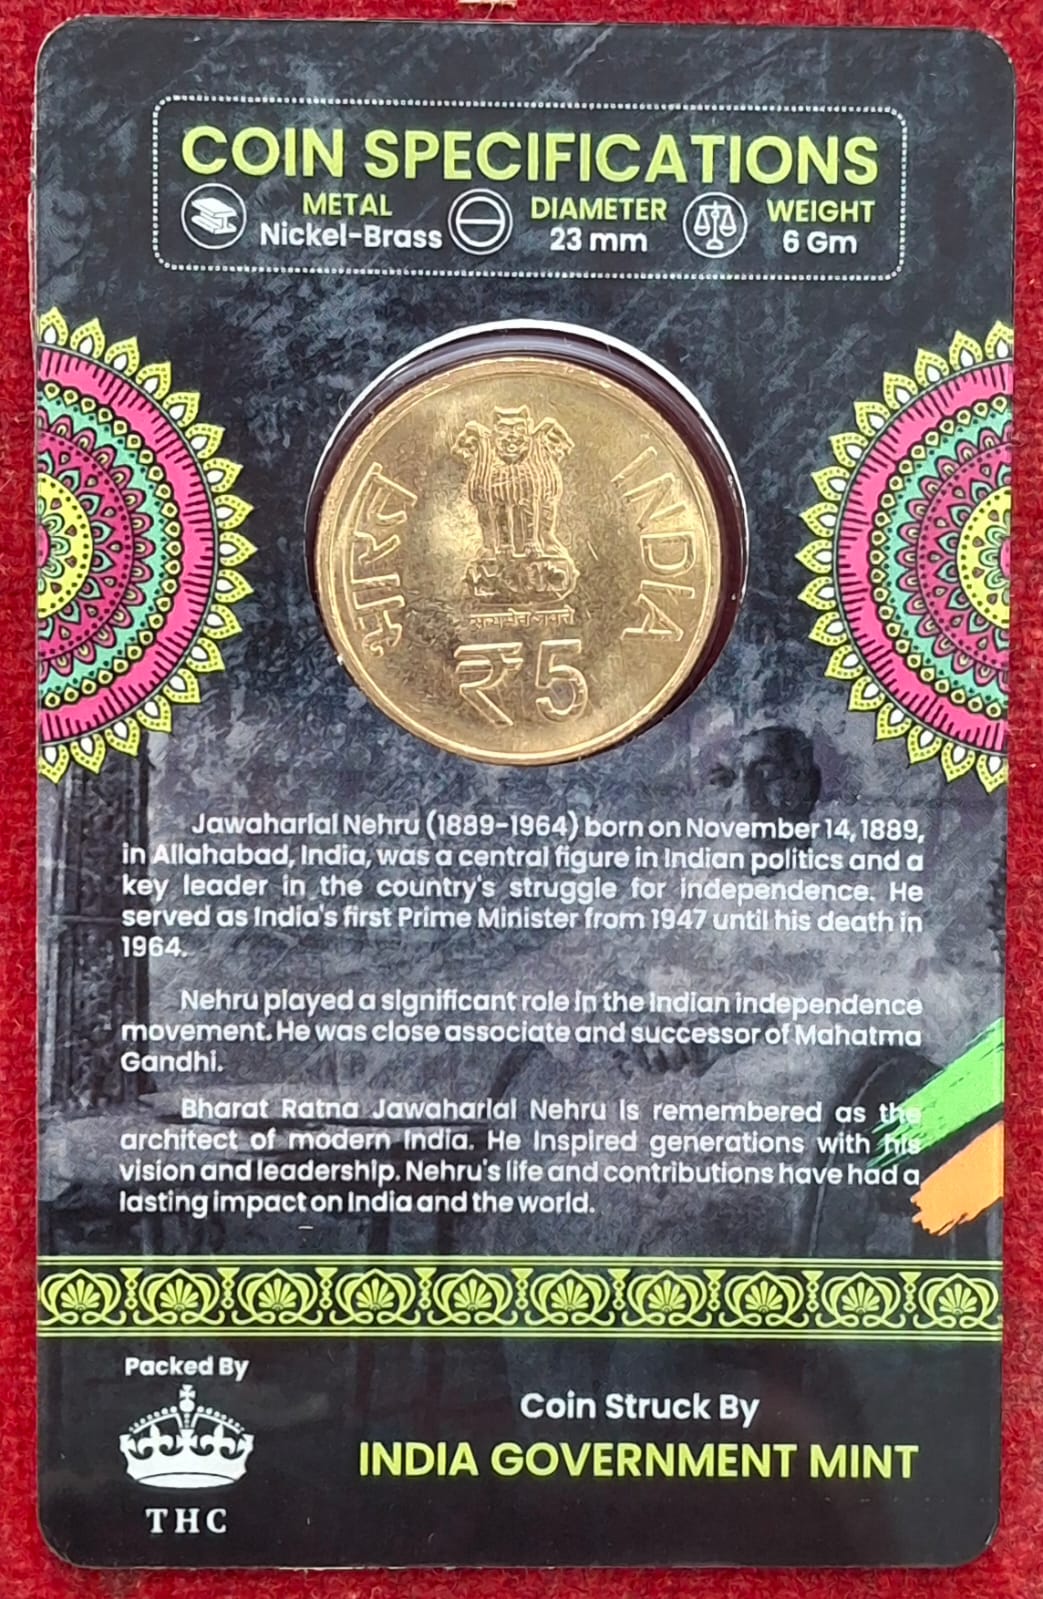 COIN SPECIFICATIONS
METAL
Nickel-Brass
DIAMETER
23 mm
WEIGHT
6 Gm
भारत
INDIA
सत्यमेव जयते
₹5
Jawaharlal Nehru (1889-1964) born on November 14, 1889,
in Allahabad, India, was a central figure in Indian politics and a
key leader in the country's struggle for independence. He
served as India's first Prime Minister from 1947 until his death in
1964.
Nehru played a significant role in the Indian independence
movement. He was close associate and successor of Mahatma
Gandhi.
Bharat Ratna Jawaharlal Nehru is remembered as the
architect of modern India. He Inspired generations with his
vision and leadership. Nehru's life and contributions have had a
lasting impact on India and the world.
Packed By
THC
Coin Struck By
INDIA GOVERNMENT MINT